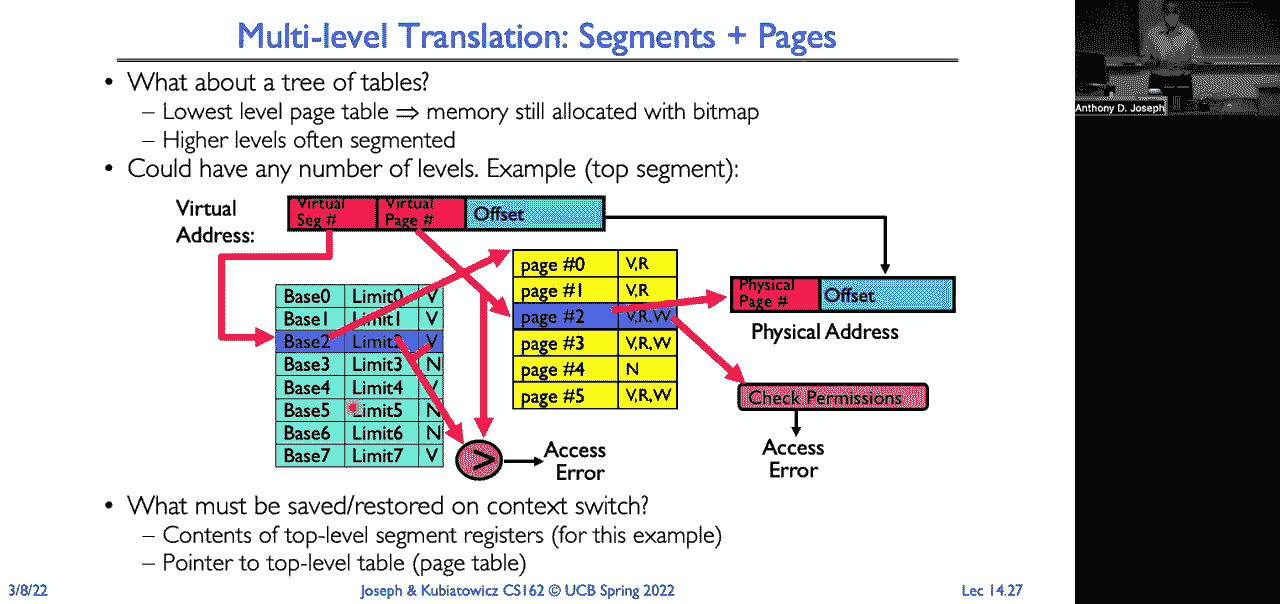 Multi-level Translation: Segments + Pages
Anthony D. Joseph
• What about a tree of tables?
– Lowest level page table ⇒ memory still allocated with bitmap
– Higher levels often segmented
• Could have any number of levels. Example (top segment):
Virtual
Address:
Virtual
Seg #
Virtual
Page #
Offset
Base0 Limit0 V
Base1 Limit1 V
Base2 Limit2 V
Base3 Limit3 N
Base4 Limit4 V
Base5 Limit5 N
Base6 Limit6 N
Base7 Limit7 V
page #0 V,R
page #1 V,R
page #2 V,R,W
page #3 V,R,W
page #4 N
page #5 V,R,W
Physical
Page #
Offset
Physical Address
>
Access
Error
Check Permissions
Access
Error
• What must be saved/restored on context switch?
– Contents of top-level segment registers (for this example)
– Pointer to top-level table (page table)
3/8/22
Joseph & Kubiatowicz CS162 © UCB Spring 2022
Lec 14.27